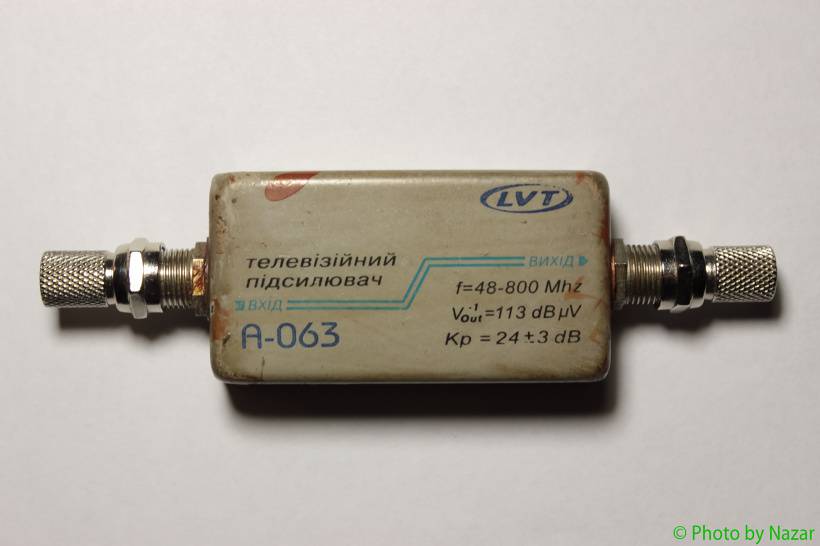 LVT
телевізійний
підсилювач
ВХІД
ВИХІД
A-063
f=48-800 Mhz
V-1out=113 dBµV
Kp = 24±3 dB
© Photo by Nazar